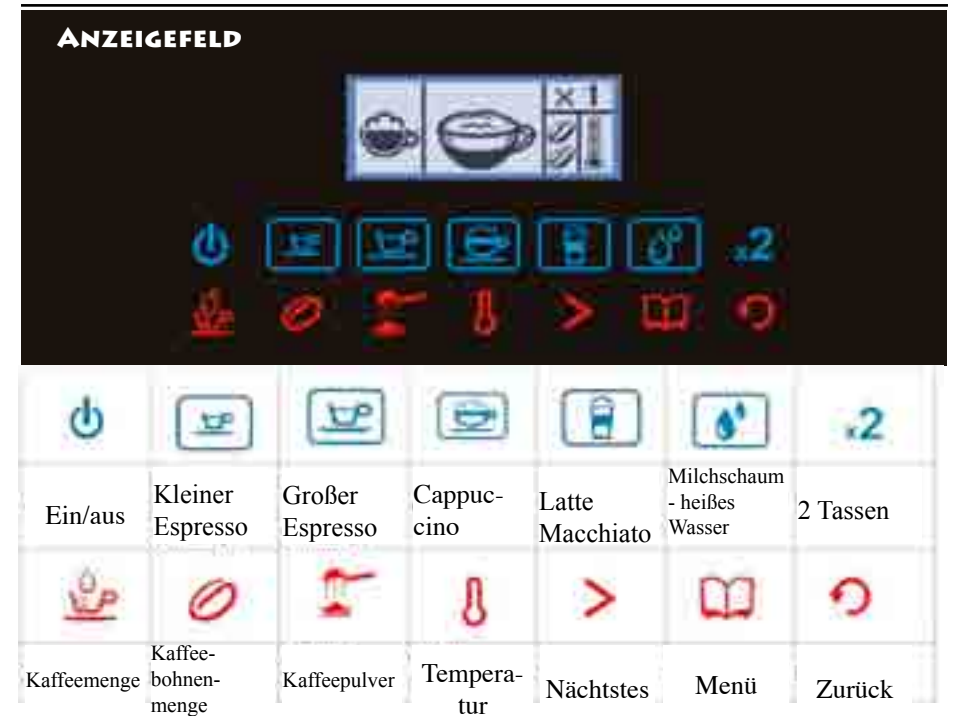 ANZEIGEFELD
× 1
x2
x2
Ein/aus
Kleiner
Espresso
Großer
Espresso
Cappuc-
cino
Latte
Macchiato
Milchschaum
- heißes
Wasser
2 Tassen
Kaffeemenge
Kaffee-
bohnen-
menge
Kaffeepulver
Tempera-
tur
Nächtstes
Menü
Zurück